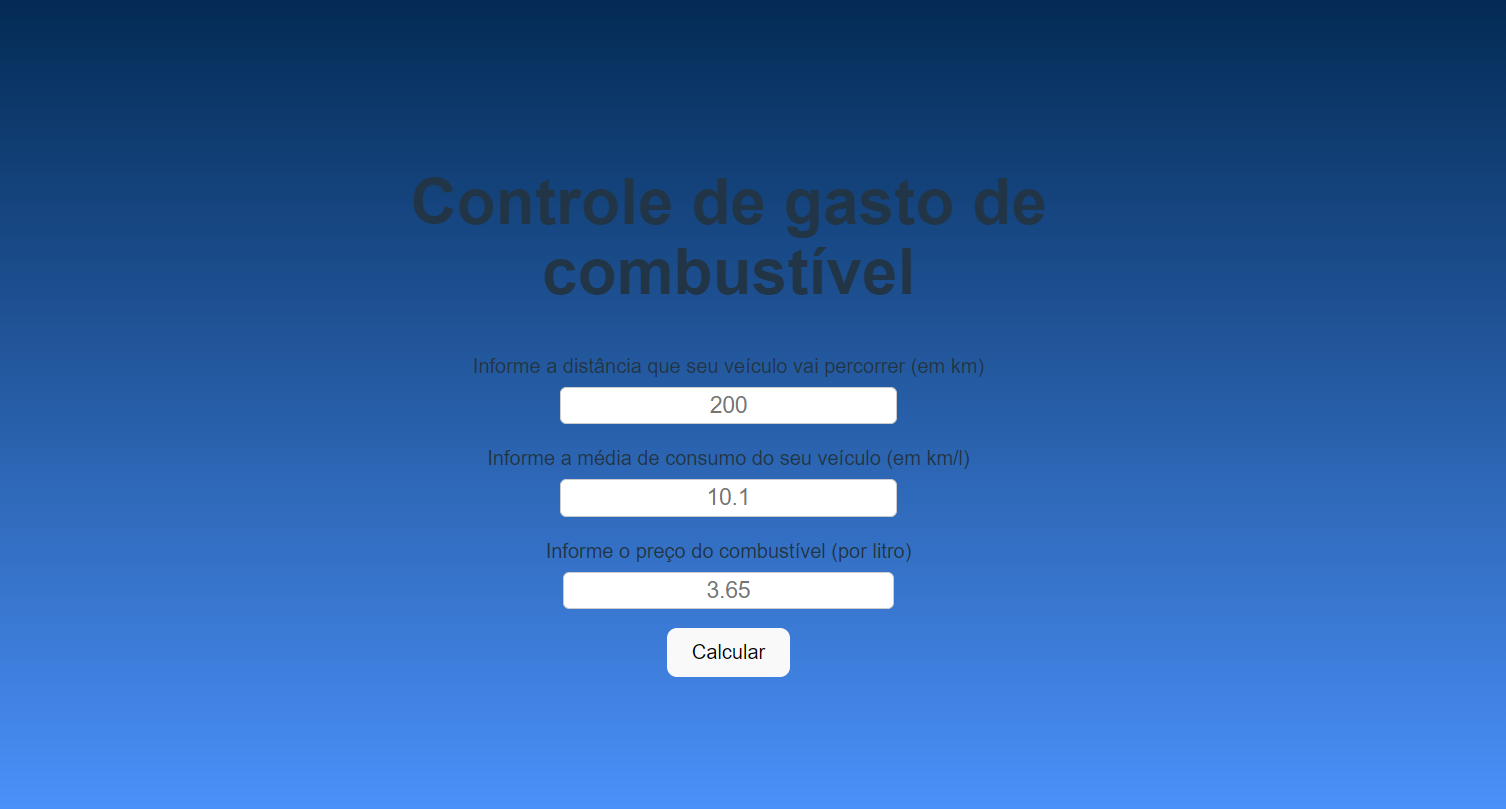 Controle de gasto de
combustível
Informe a distância que seu veículo vai percorrer (em km)
200
Informe a média de consumo do seu veículo (em km/l)
10.1
Informe o preço do combustível (por litro)
3.65
Calcular